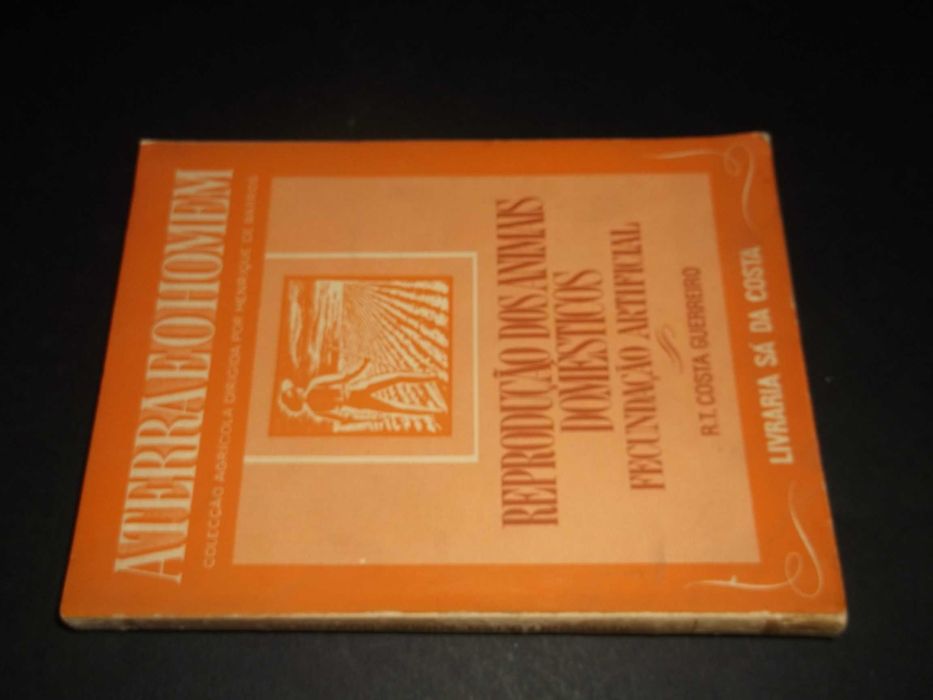 A TERRA E O HOMEM
COLECÇÃO AGRÍCOLA DIRIGIDA POR HENRIQUE DE BARROS
REPRODUÇÃO DOS ANIMAIS
DOMÉSTICOS
FECUNDAÇÃO ARTIFICIAL
R. T. COSTA GUERREIRO
LIVRARIA SÁ DA COSTA